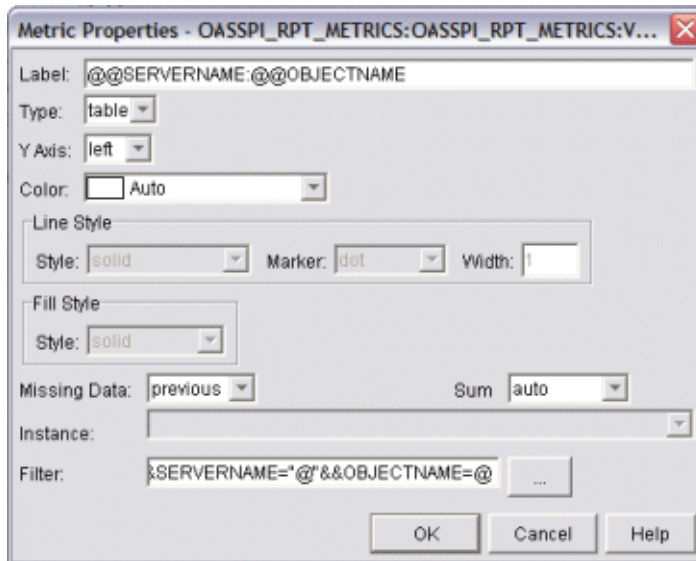 Metric Properties - OASSPI_RPT_METRICS:OASSPI_RPT_METRICS:V...
Label: @@SERVERNAME:@@OBJECTNAME
Type: table
Y Axis: left
Color: Auto
Line Style
Style: solid Marker: dot Width: 1
Fill Style
Style: solid
Missing Data: previous Sum auto
Instance:
Filter: &SERVERNAME="@"&&OBJECTNAME=@ ...
OK Cancel Help